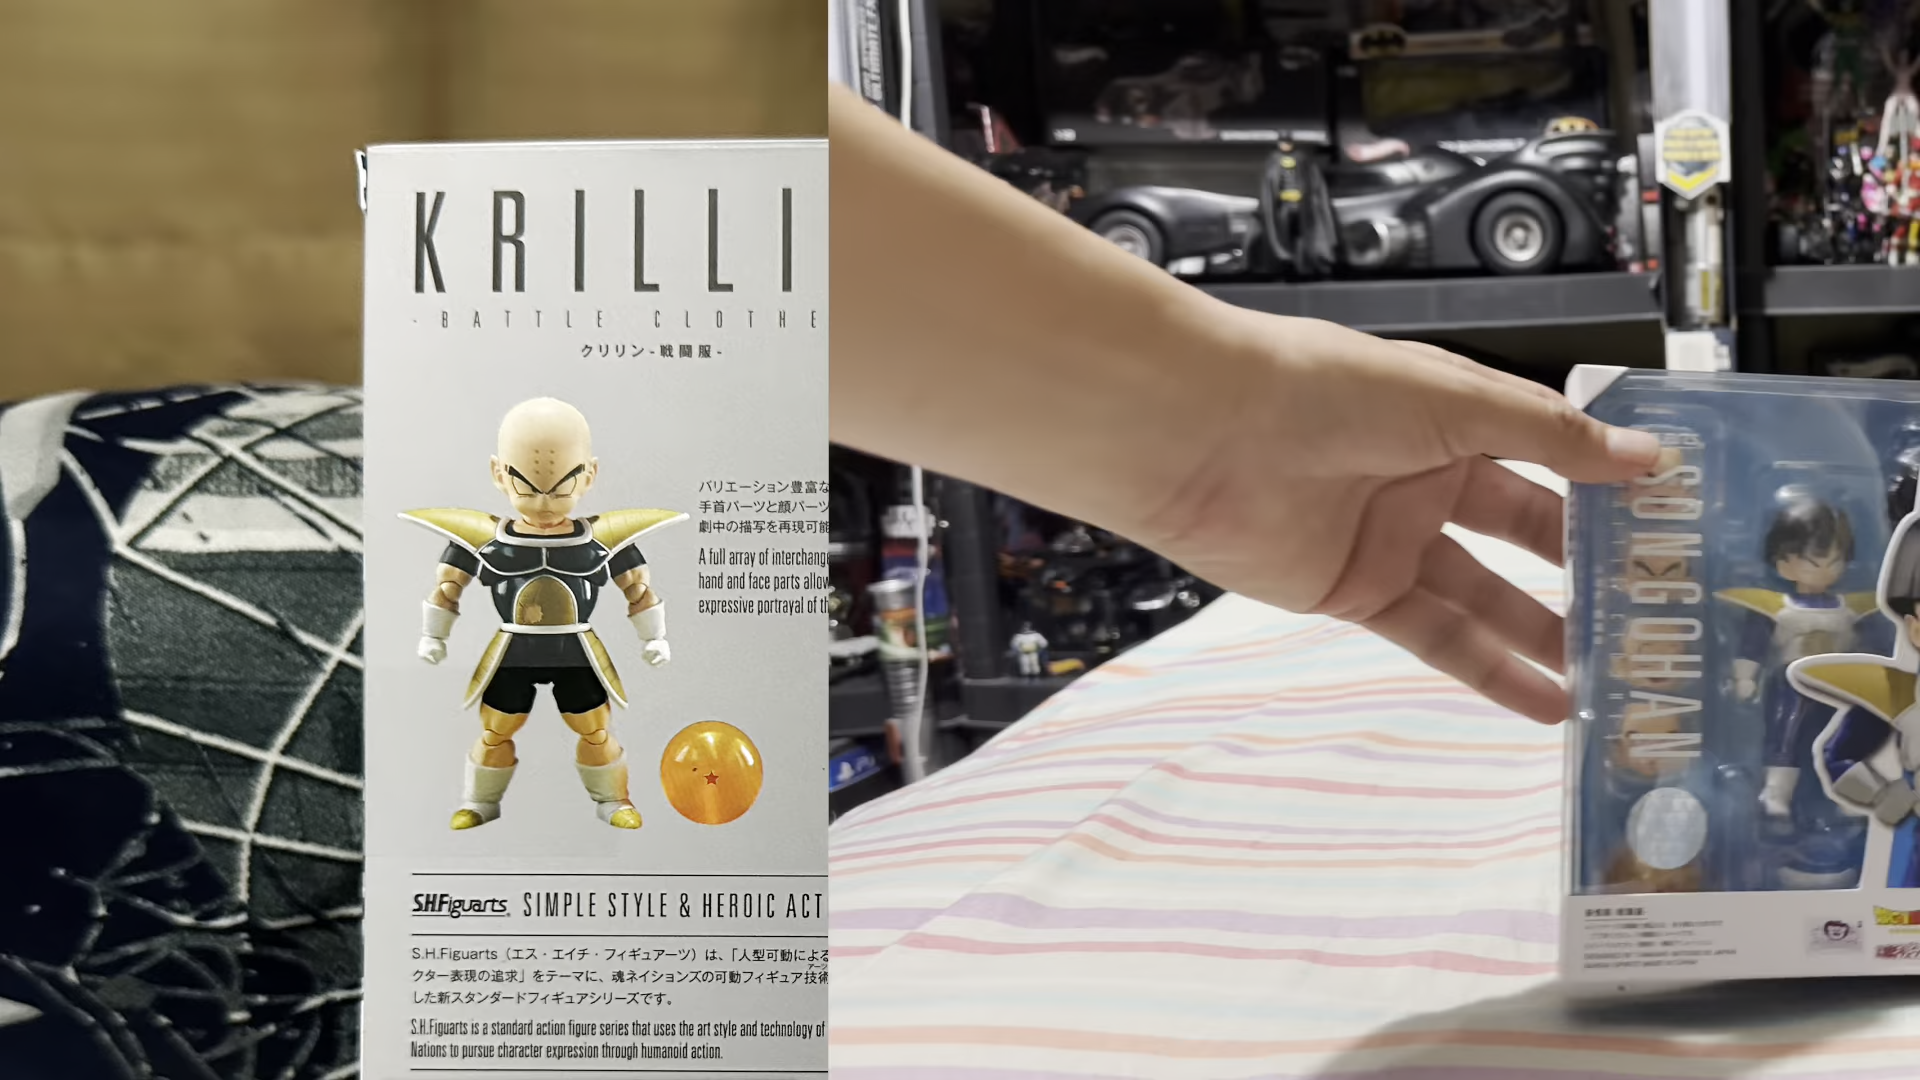 KRILLI
-BATTLE CLOTHE
クリリン-戦闘服-
バリエーション豊富な
手首パーツと顔パーツ
劇中の描写を再現可能
A full array of interchange
hand and face parts allow
expressive portrayal of th
S.H.Figuarts SIMPLE STYLE & HEROIC ACT
S.H.Figuarts（エス・エイチ・フィギュアーツ）は、「人型可動による
クター表現の追求」をテーマに、魂ネイションズの可動フィギュア技術
アーツ
した新スタンダードフィギュアシリーズです。
S.H.Figuarts is a standard action figure series that uses the art style and technology of
Nations to pursue character expression through humanoid action.
SON GOHAN